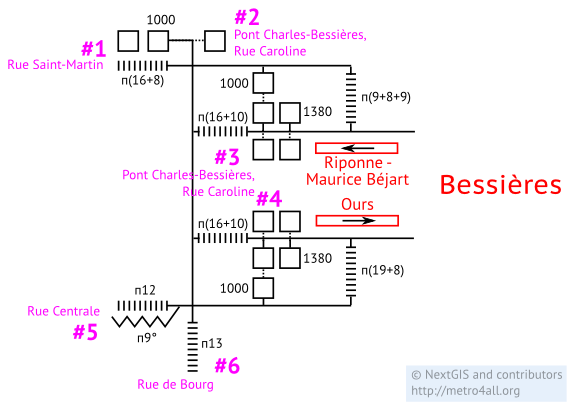 1000
#2
Pont Charles-Bessières,
Rue Caroline
#1
Rue Saint-Martin
п(16+8)
1000
п(9+8+9)
1380
п(16+10)
#3
Pont Charles-Bessières,
Rue Caroline
Riponne -
Maurice Béjart
Bessières
#4
Ours
п(16+10)
1380
п(19+8)
1000
п12
Rue Centrale
#5
п9°
п13
#6
Rue de Bourg
© NextGIS and contributors
http://metro4all.org